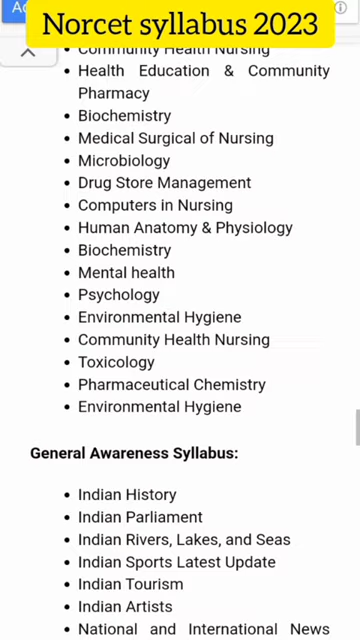 Norcet syllabus 2023
Community Health Nursing
Health Education & Community
Pharmacy
Biochemistry
Medical Surgical of Nursing
Microbiology
Drug Store Management
Computers in Nursing
Human Anatomy & Physiology
Biochemistry
Mental health
Psychology
Environmental Hygiene
Community Health Nursing
Toxicology
Pharmaceutical Chemistry
Environmental Hygiene
General Awareness Syllabus:
Indian History
Indian Parliament
Indian Rivers, Lakes, and Seas
Indian Sports Latest Update
Indian Tourism
Indian Artists
National and International News